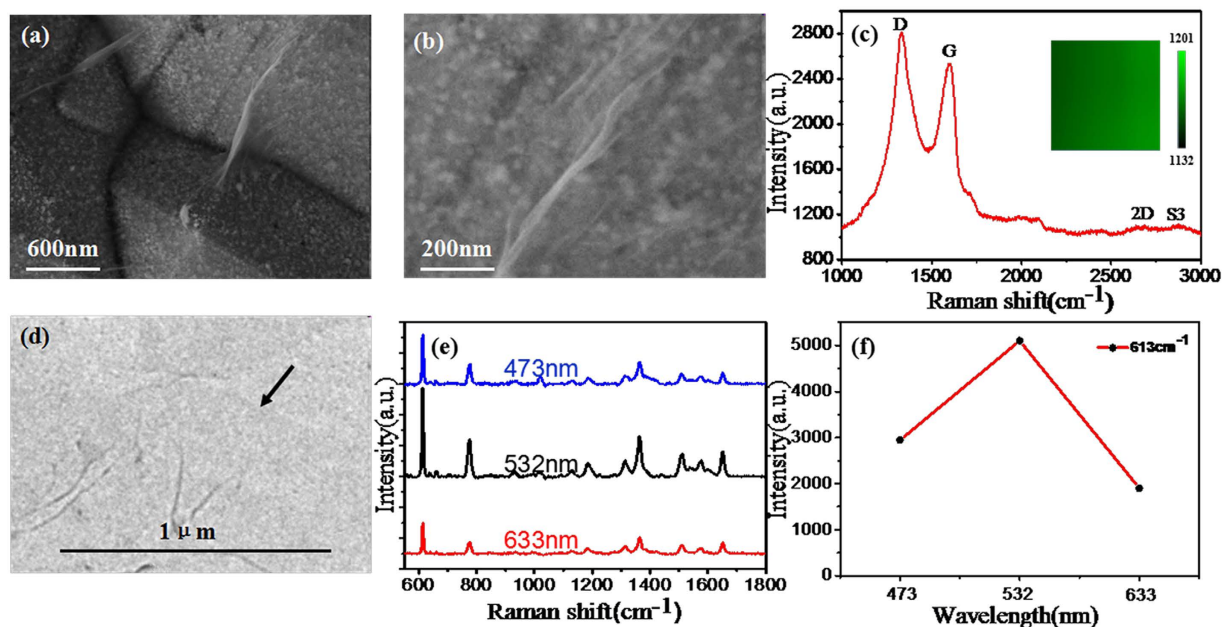 (a)
600nm
(b)
200nm
(c)
D
G
2D
S3
1201
1132
2800
2400
2000
1600
1200
800
Intensity(a.u.)
1000 1500 2000 2500 3000
Raman shift(cm⁻¹)
(d)
1 μm
(e)
473nm
532nm
633nm
Intensity(a.u.)
600 800 1000 1200 1400 1600 1800
Raman shift(cm⁻¹)
(f)
613cm⁻¹
5000
4000
3000
2000
1000
0
Intensity(a.u.)
473 532 633
Wavelength(nm)